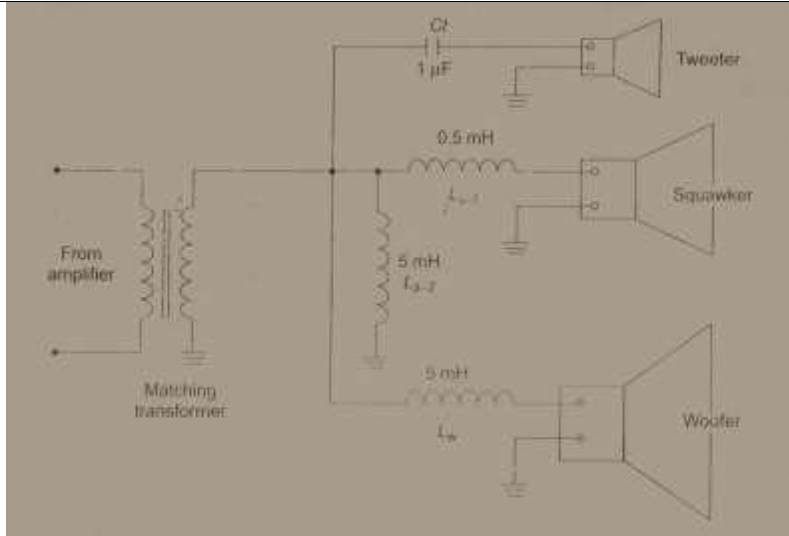 Ct
1 µF
Tweeter
0.5 mH
Squawker
From
amplifier
5 mH
Matching
transformer
5 mH
Woofer